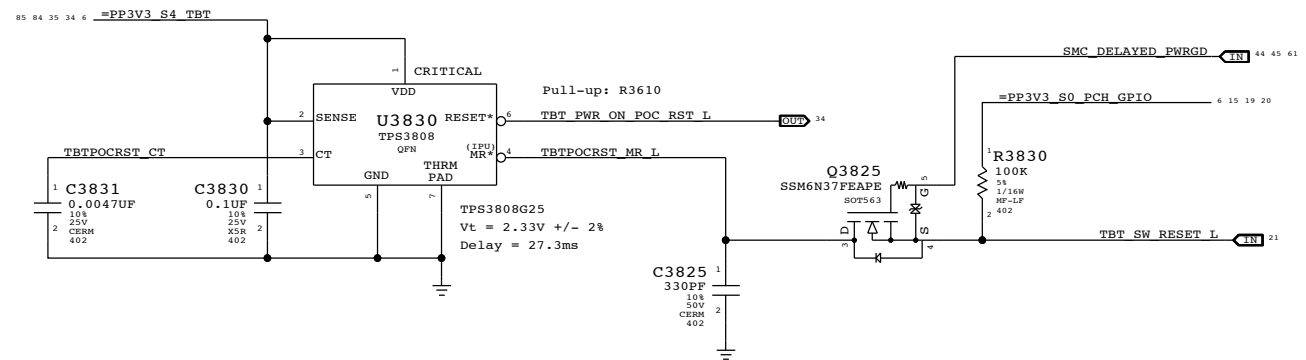 85 84 35 34 6 =PP3V3_S4_TBT
SMC_DELAYED_PWRGD IN 44 45 61
1 CRITICAL
VDD
Pull-up: R3610
=PP3V3_S0_PCH_GPIO 6 15 19 20
2 SENSE U3830 RESET* 6 TBT_PWR_ON_POC_RST_L OUT 34
TPS3808
QFN
(IPU)
TBTPOCRST_CT 3 CT MR* 4 TBTPOCRST_MR_L
THRM
GND PAD
5 7
1 C3831
0.0047UF
10%
25V
CERM
2 402
C3830 1
0.1UF
10%
25V
X5R
2
402
TPS3808G25
Vt = 2.33V +/- 2%
Delay = 27.3ms
Q3825
SSM6N37FEAPE
SOT563
G 5
D 3
S 4
1 R3830
100K
5%
1/16W
MF-LF
2 402
TBT_SW_RESET_L IN 21
C3825 1
330PF
10%
50V
CERM 2
402